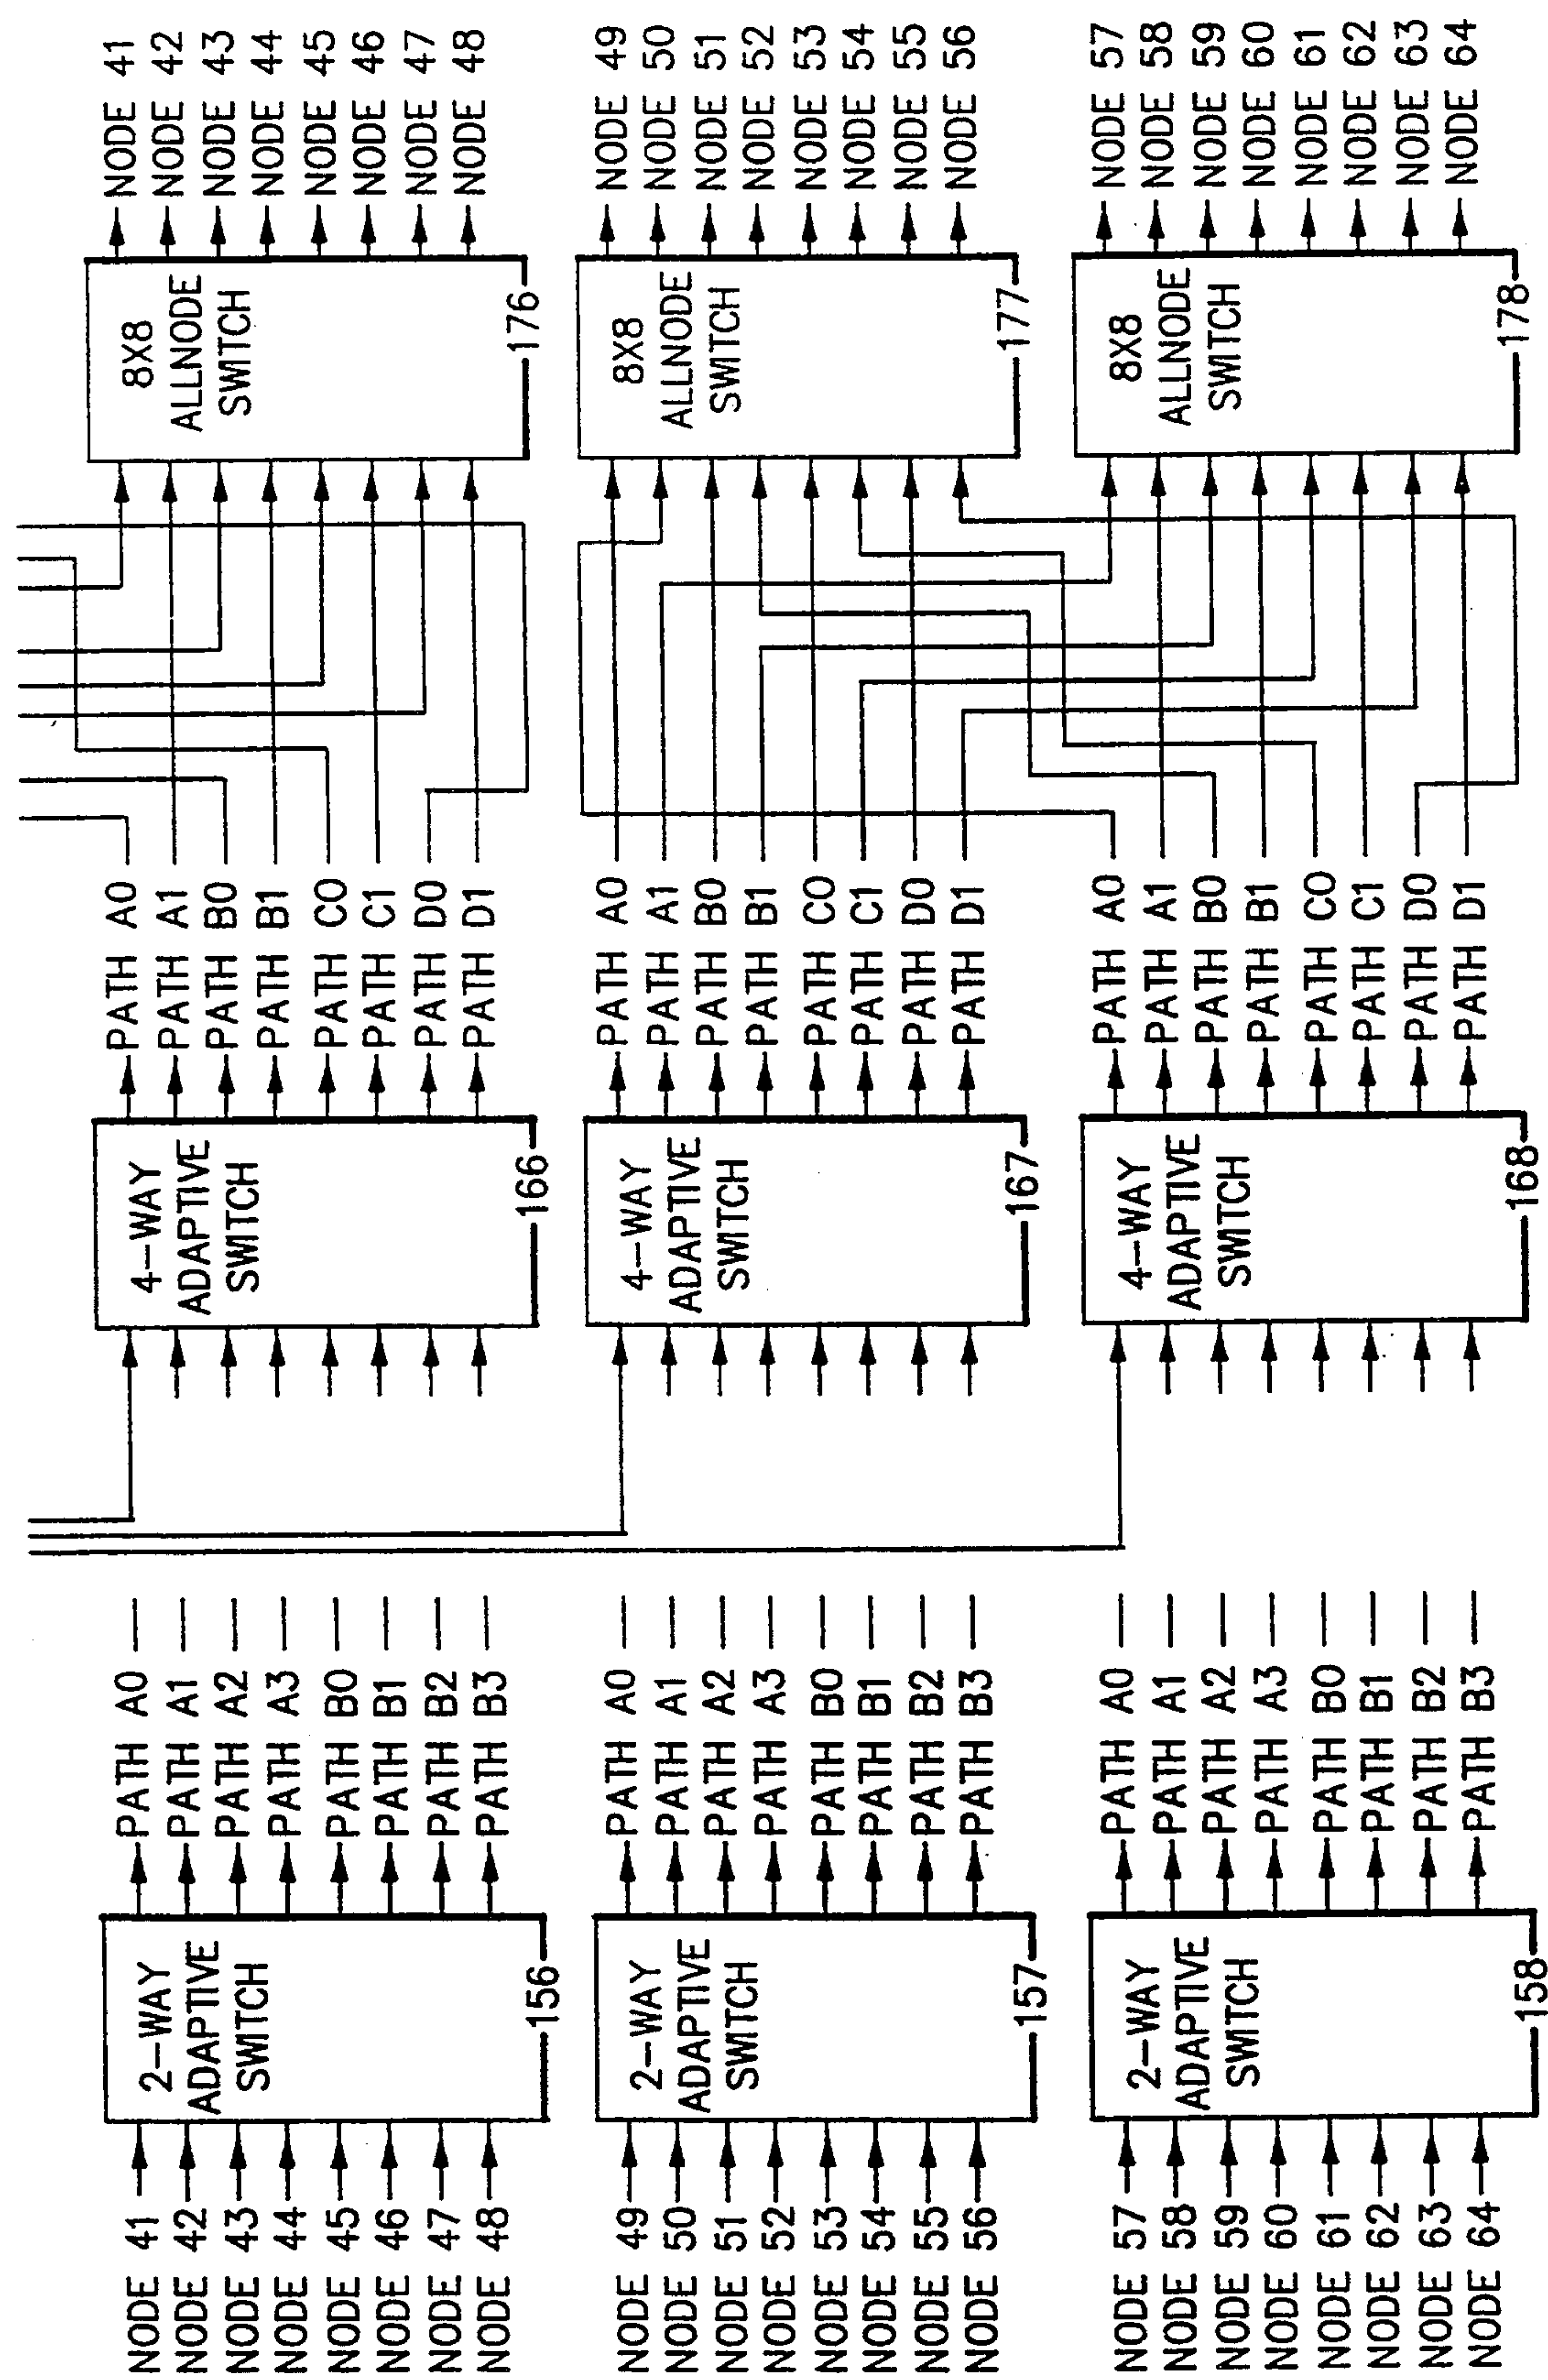 NODE 41
NODE 42
NODE 43
NODE 44
NODE 45
NODE 46
NODE 47
NODE 48
2-WAY
ADAPTIVE
SWITCH
156
PATH A0
PATH A1
PATH A2
PATH A3
PATH B0
PATH B1
PATH B2
PATH B3
4-WAY
ADAPTIVE
SWITCH
166
PATH A0
PATH A1
PATH B0
PATH B1
PATH C0
PATH C1
PATH D0
PATH D1
8X8
ALLNODE
SWITCH
176
NODE 41
NODE 42
NODE 43
NODE 44
NODE 45
NODE 46
NODE 47
NODE 48
NODE 49
NODE 50
NODE 51
NODE 52
NODE 53
NODE 54
NODE 55
NODE 56
2-WAY
ADAPTIVE
SWITCH
157
PATH A0
PATH A1
PATH A2
PATH A3
PATH B0
PATH B1
PATH B2
PATH B3
4-WAY
ADAPTIVE
SWITCH
167
PATH A0
PATH A1
PATH B0
PATH B1
PATH C0
PATH C1
PATH D0
PATH D1
8X8
ALLNODE
SWITCH
177
NODE 49
NODE 50
NODE 51
NODE 52
NODE 53
NODE 54
NODE 55
NODE 56
NODE 57
NODE 58
NODE 59
NODE 60
NODE 61
NODE 62
NODE 63
NODE 64
2-WAY
ADAPTIVE
SWITCH
158
PATH A0
PATH A1
PATH A2
PATH A3
PATH B0
PATH B1
PATH B2
PATH B3
4-WAY
ADAPTIVE
SWITCH
168
PATH A0
PATH A1
PATH B0
PATH B1
PATH C0
PATH C1
PATH D0
PATH D1
8X8
ALLNODE
SWITCH
178
NODE 57
NODE 58
NODE 59
NODE 60
NODE 61
NODE 62
NODE 63
NODE 64